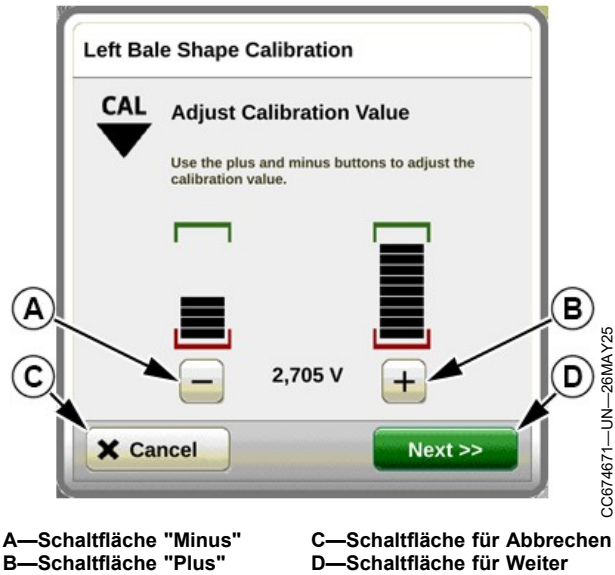 Left Bale Shape Calibration
CAL
Adjust Calibration Value
Use the plus and minus buttons to adjust the
calibration value.
A
B
− 2,705 V +
C
D
✖ Cancel
Next >>
CC674671—UN—26MAY25
A—Schaltfläche "Minus"
B—Schaltfläche "Plus"
C—Schaltfläche für Abbrechen
D—Schaltfläche für Weiter